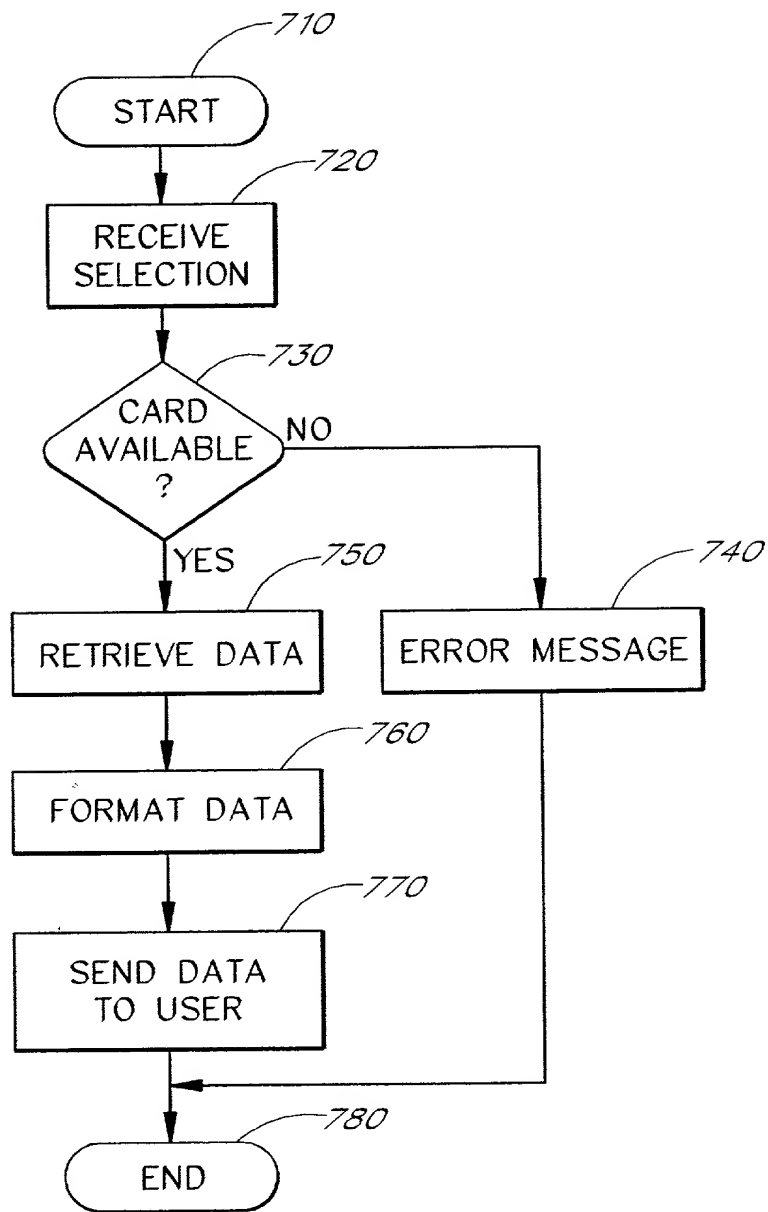 710
START
720
RECEIVE
SELECTION
730
CARD
AVAILABLE
?
NO
YES
750
RETRIEVE DATA
740
ERROR MESSAGE
760
FORMAT DATA
770
SEND DATA
TO USER
780
END